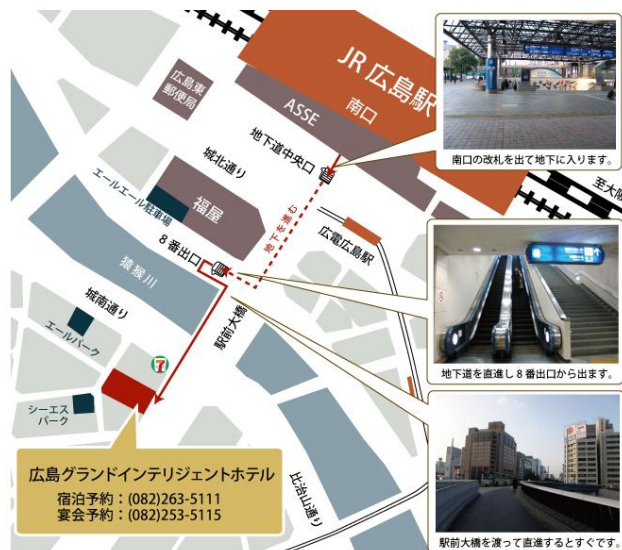 JR 広島駅
南口
ASSE
広島東
郵便局
地下道中央口
城北通り
エールエール駐車場
福屋
地下を進む
広電広島駅
至大阪
8番出口
猿猴川
城南通り
駅前大橋
エールパーク
7
シーエス
パーク
比治山通り
広島グランドインテリジェントホテル
宿泊予約：(082)263-5111
宴会予約：(082)253-5115
南口の改札を出て地下に入ります。
地下道を直進し8番出口から出ます。
駅前大橋を渡って直進するとすぐです。